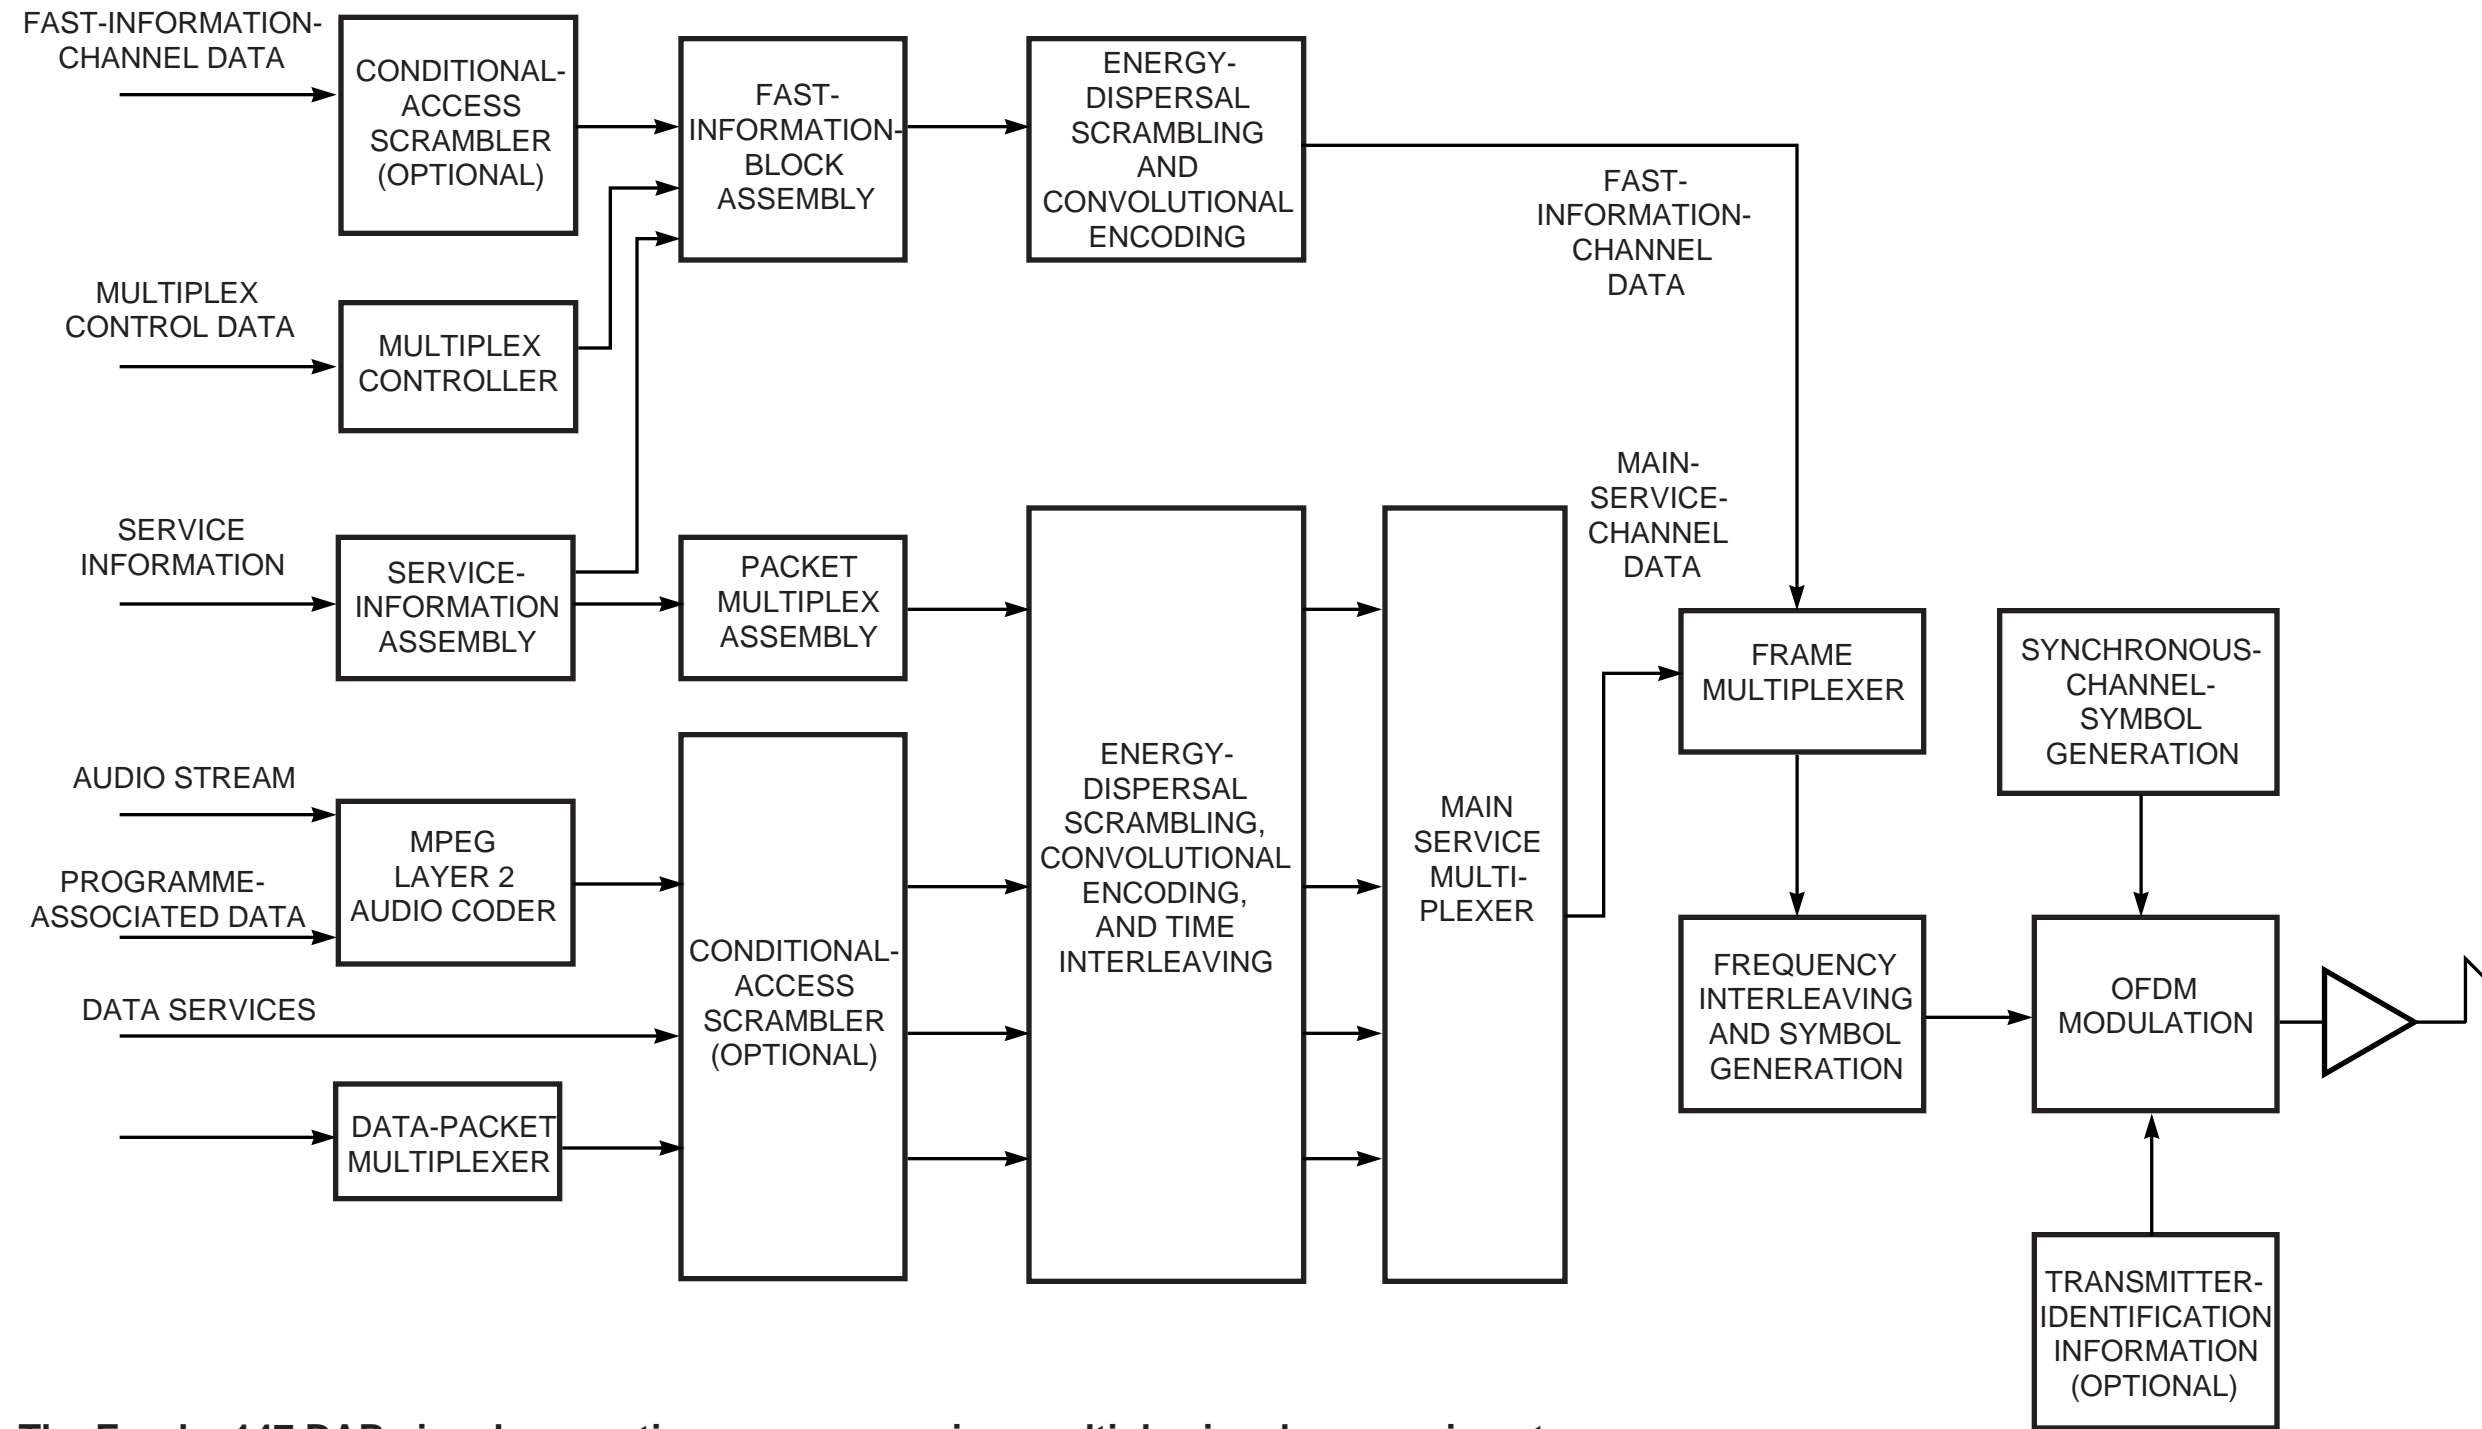 FAST-INFORMATION-
CHANNEL DATA
CONDITIONAL-
ACCESS
SCRAMBLER
(OPTIONAL)
FAST-
INFORMATION-
BLOCK
ASSEMBLY
ENERGY-
DISPERSAL
SCRAMBLING
AND
CONVOLUTIONAL
ENCODING
FAST-
INFORMATION-
CHANNEL
DATA
MULTIPLEX
CONTROL DATA
MULTIPLEX
CONTROLLER
SERVICE
INFORMATION
SERVICE-
INFORMATION
ASSEMBLY
PACKET
MULTIPLEX
ASSEMBLY
MAIN-
SERVICE-
CHANNEL
DATA
FRAME
MULTIPLEXER
SYNCHRONOUS-
CHANNEL-
SYMBOL
GENERATION
AUDIO STREAM
PROGRAMME-
ASSOCIATED DATA
MPEG
LAYER 2
AUDIO CODER
DATA SERVICES
DATA-PACKET
MULTIPLEXER
CONDITIONAL-
ACCESS
SCRAMBLER
(OPTIONAL)
ENERGY-
DISPERSAL
SCRAMBLING,
CONVOLUTIONAL
ENCODING,
AND TIME
INTERLEAVING
MAIN
SERVICE
MULTI-
PLEXER
FREQUENCY
INTERLEAVING
AND SYMBOL
GENERATION
OFDM
MODULATION
TRANSMITTER-
IDENTIFICATION
INFORMATION
(OPTIONAL)